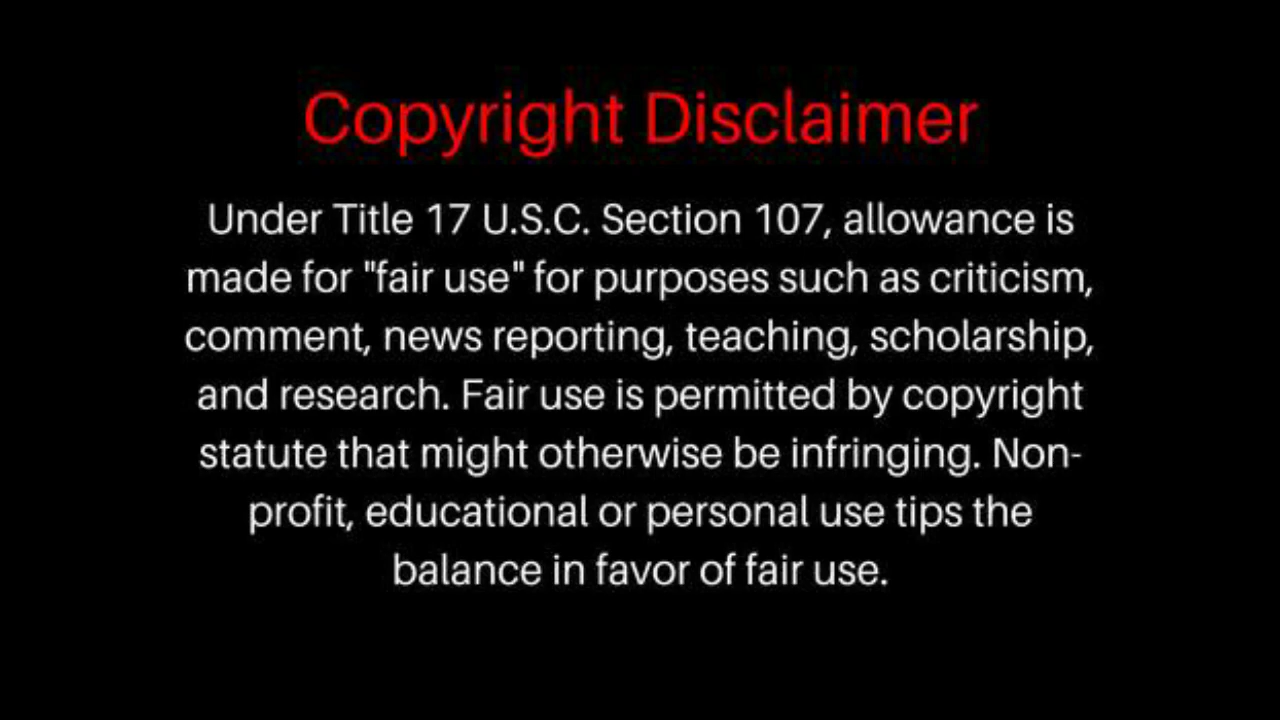 Copyright Disclaimer
Under Title 17 U.S.C. Section 107, allowance is
made for "fair use" for purposes such as criticism,
comment, news reporting, teaching, scholarship,
and research. Fair use is permitted by copyright
statute that might otherwise be infringing. Non-
profit, educational or personal use tips the
balance in favor of fair use.